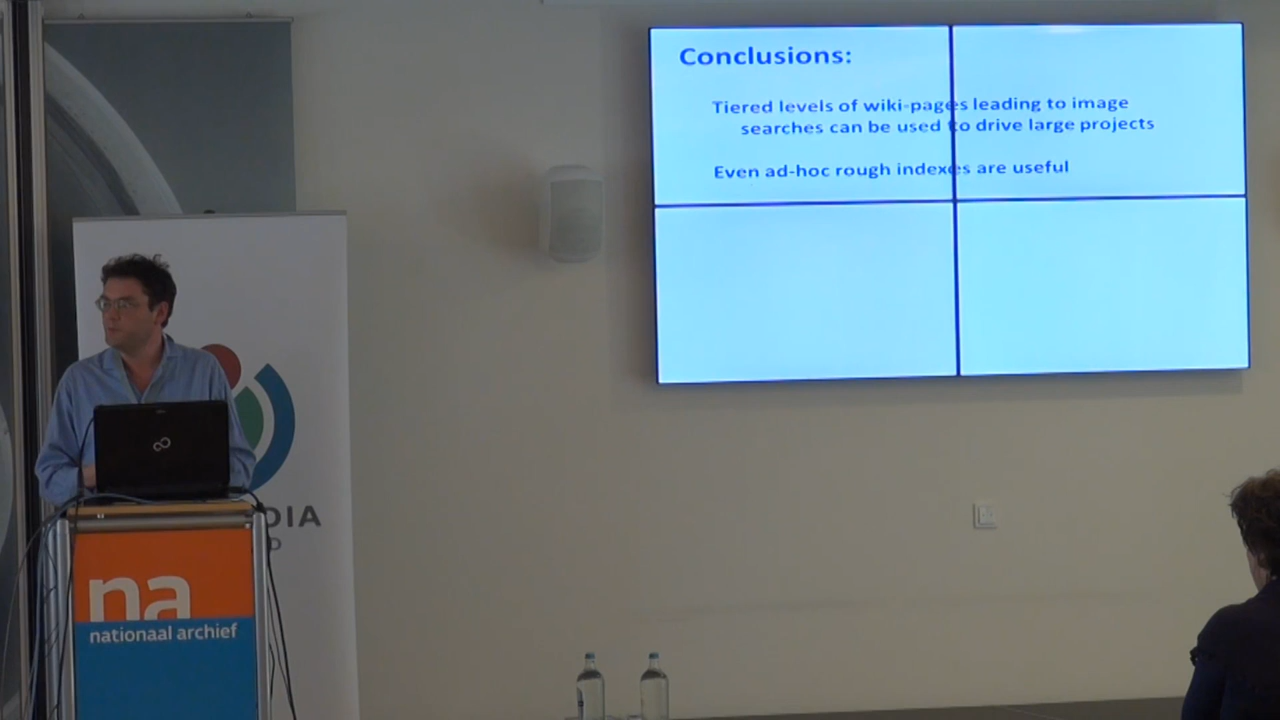 Conclusions:
Tiered levels of wiki-pages leading to image
searches can be used to drive large projects
Even ad-hoc rough indexes are useful
na
nationaal archief